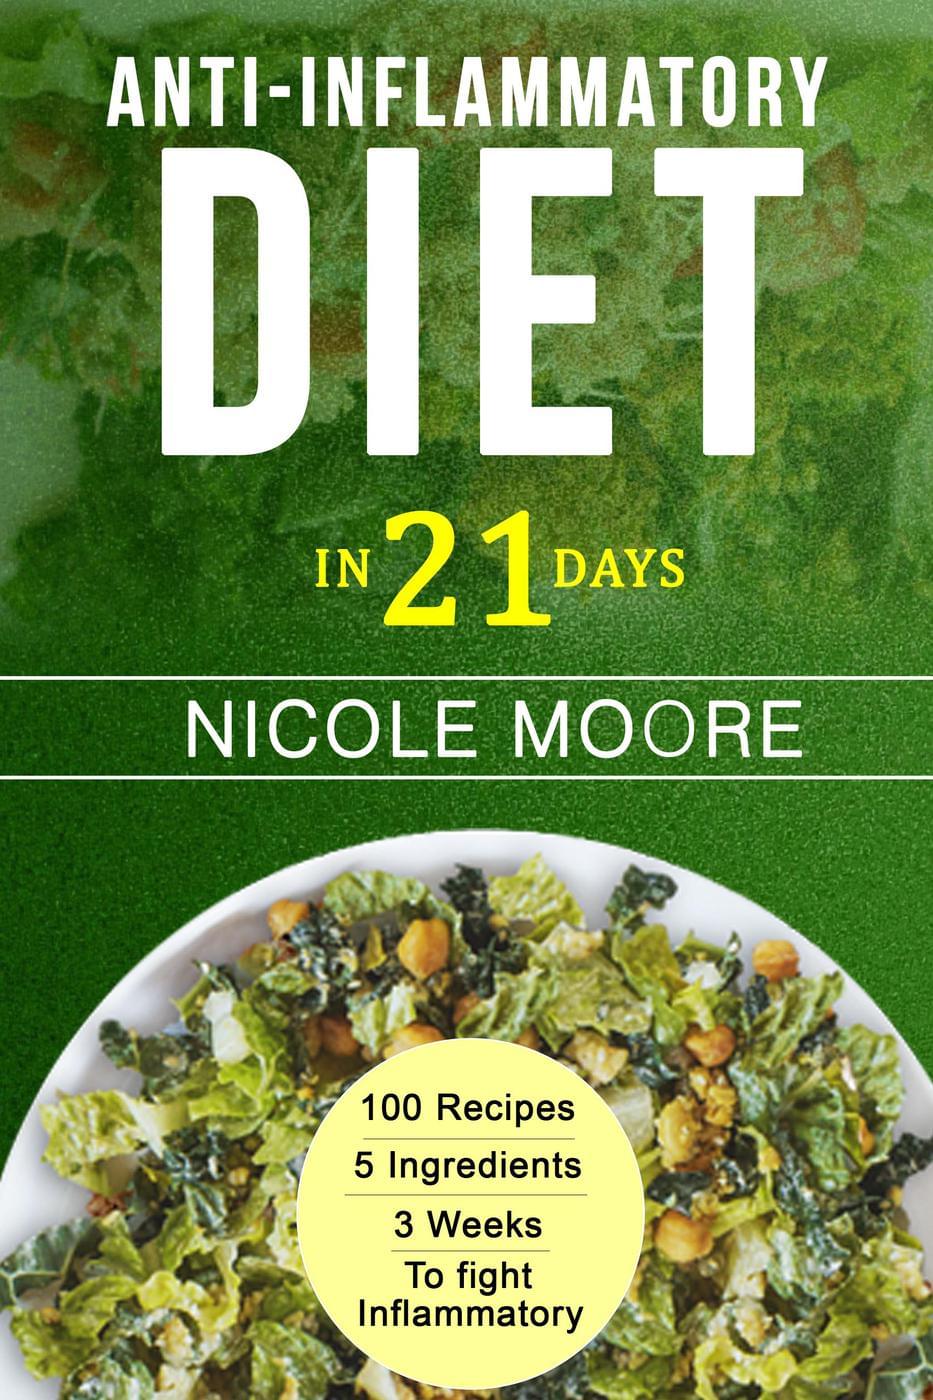 ANTI-INFLAMMATORY
DIET
IN 21 DAYS
NICOLE MOORE
100 Recipes
5 Ingredients
3 Weeks
To fight
Inflammatory